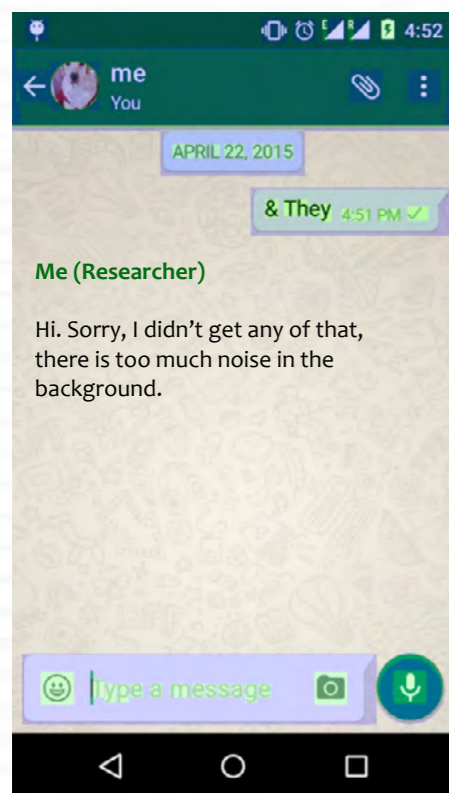 E R 4:52
me
You
APRIL 22, 2015
& They 4:51 PM
Me (Researcher)
Hi. Sorry, I didn't get any of that,
there is too much noise in the
background.
Type a message